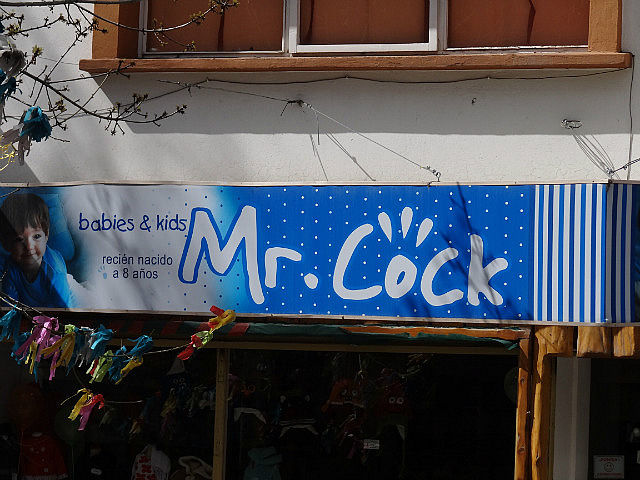 babies & kids
recién nacido
a 8 años
Mr. Cock